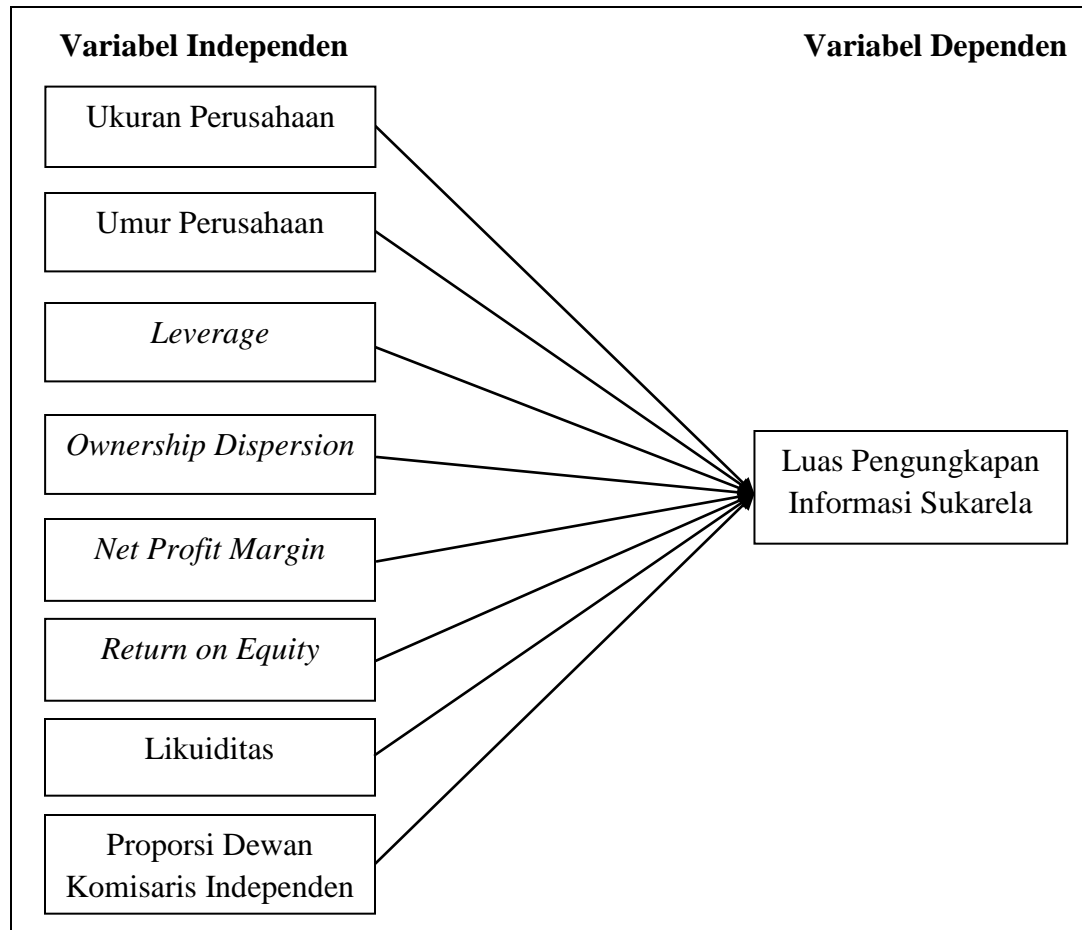 Variabel Independen
Variabel Dependen
Ukuran Perusahaan
Umur Perusahaan
Leverage
Ownership Dispersion
Net Profit Margin
Return on Equity
Likuiditas
Proporsi Dewan
Komisaris Independen
Luas Pengungkapan
Informasi Sukarela